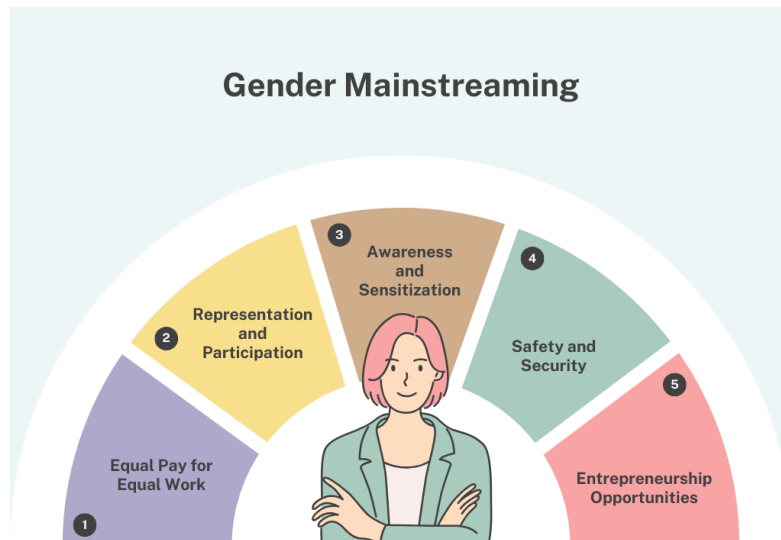 Gender Mainstreaming
1
Equal Pay for
Equal Work
2
Representation
and
Participation
3
Awareness
and
Sensitization
4
Safety and
Security
5
Entrepreneurship
Opportunities